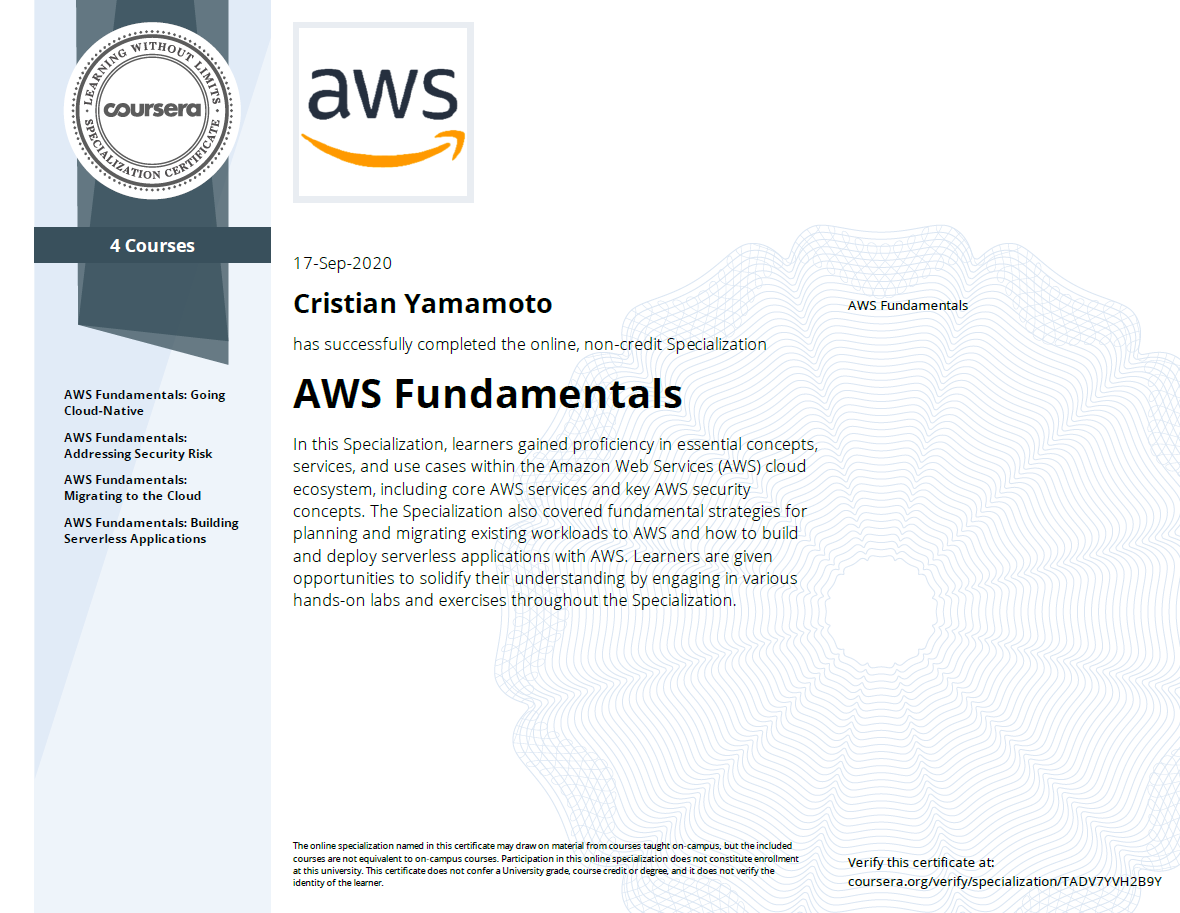 LEARNING WITHOUT LIMITS
coursera
SPECIALIZATION CERTIFICATE
4 Courses
AWS Fundamentals: Going
Cloud-Native
AWS Fundamentals:
Addressing Security Risk
AWS Fundamentals:
Migrating to the Cloud
AWS Fundamentals: Building
Serverless Applications
aws
17-Sep-2020
Cristian Yamamoto
has successfully completed the online, non-credit Specialization
AWS Fundamentals
In this Specialization, learners gained proficiency in essential concepts,
services, and use cases within the Amazon Web Services (AWS) cloud
ecosystem, including core AWS services and key AWS security
concepts. The Specialization also covered fundamental strategies for
planning and migrating existing workloads to AWS and how to build
and deploy serverless applications with AWS. Learners are given
opportunities to solidify their understanding by engaging in various
hands-on labs and exercises throughout the Specialization.
AWS Fundamentals
The online specialization named in this certificate may draw on material from courses taught on-campus, but the included
courses are not equivalent to on-campus courses. Participation in this online specialization does not constitute enrollment
at this university. This certificate does not confer a University grade, course credit or degree, and it does not verify the
identity of the learner.
Verify this certificate at:
coursera.org/verify/specialization/TADV7YVH2B9Y